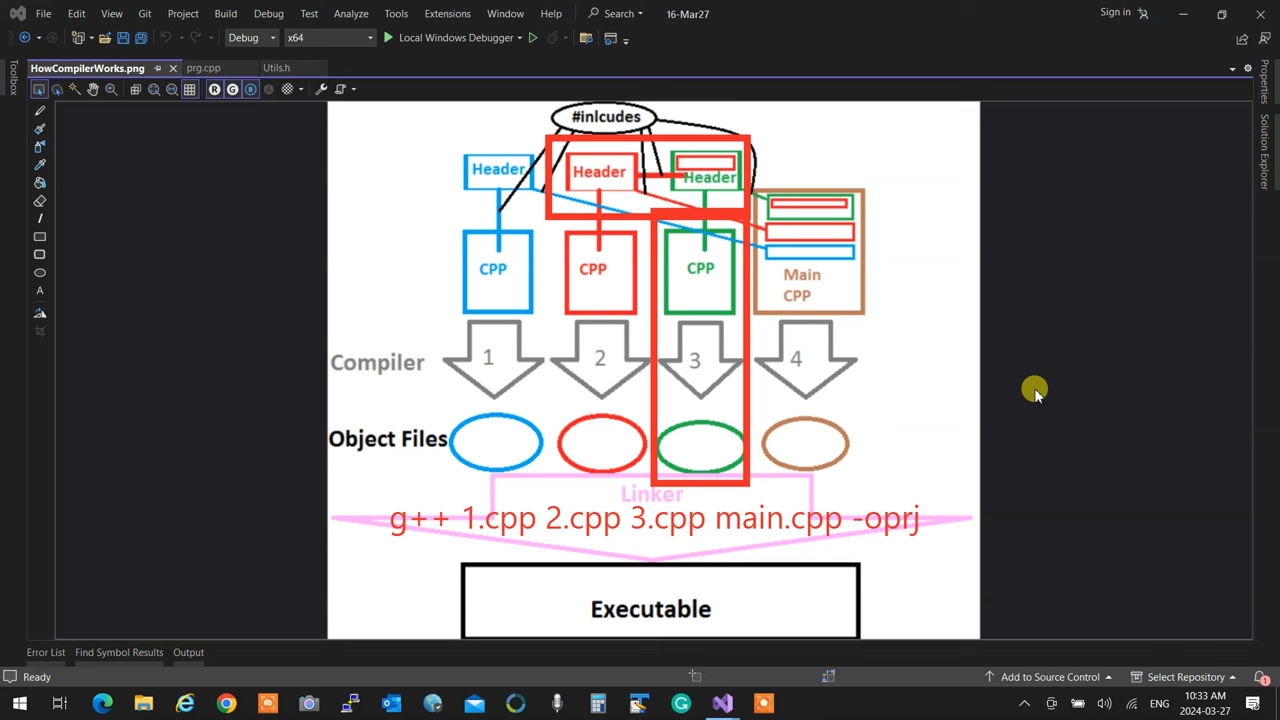 File Edit View Git Project Build Debug Test Analyze Tools Extensions Window Help Search 16-Mar27 Sign in
Debug x64 Local Windows Debugger
HowCompilerWorks.png prg.cpp Utils.h
R G B
Toolbox
Properties
Solution Explorer
A
#inlcudes
Header Header Header
CPP CPP CPP
Main
CPP
Compiler 1 2 3 4
Object Files
Linker
g++ 1.cpp 2.cpp 3.cpp main.cpp -oprj
Executable
Error List Find Symbol Results Output
Ready Add to Source Control Select Repository 1
10:33 AM
ENG
2024-03-27